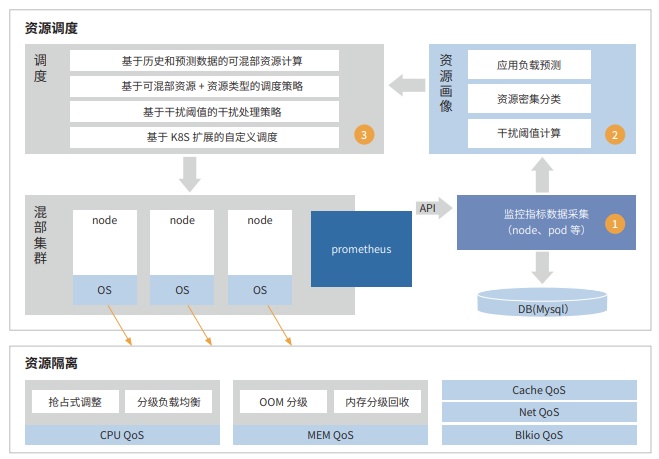 资源调度
调度
基于历史和预测数据的可混部资源计算
基于可混部资源 + 资源类型的调度策略
基于干扰阈值的干扰处理策略
基于 K8S 扩展的自定义调度
3
资源画像
应用负载预测
资源密集分类
干扰阈值计算
2
混部集群
node
OS
node
OS
node
OS
prometheus
API
监控指标数据采集
（node、pod 等）
1
DB(Mysql）
资源隔离
抢占式调整
分级负载均衡
CPU QoS
OOM 分级
内存分级回收
MEM QoS
Cache QoS
Net QoS
Blkio QoS